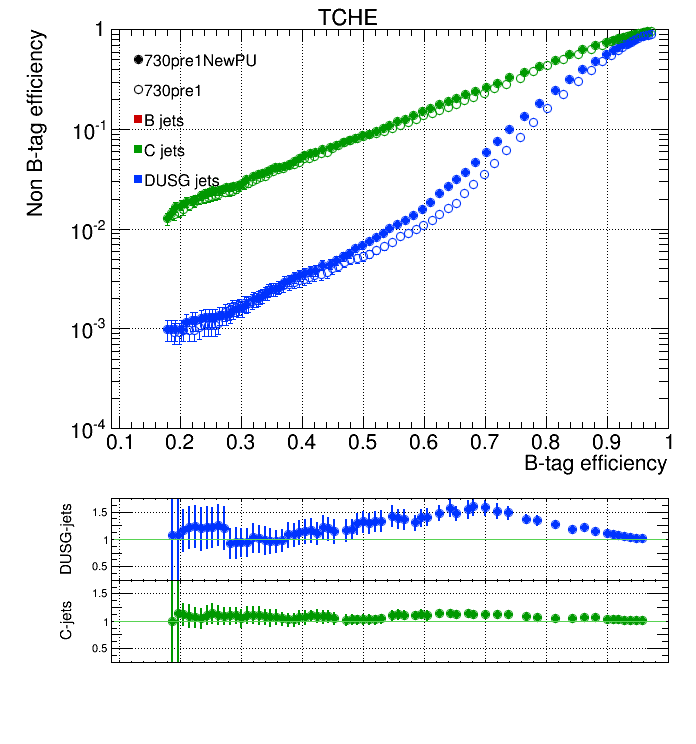 TCHE
Non B-tag efficiency
1
730pre1NewPU
730pre1
B jets
C jets
DUSG jets
10-1
10-2
10-3
10-4
0.1 0.2 0.3 0.4 0.5 0.6 0.7 0.8 0.9 1
B-tag efficiency
DUSG-jets
1.5
1
0.5
C-jets
1.5
1
0.5